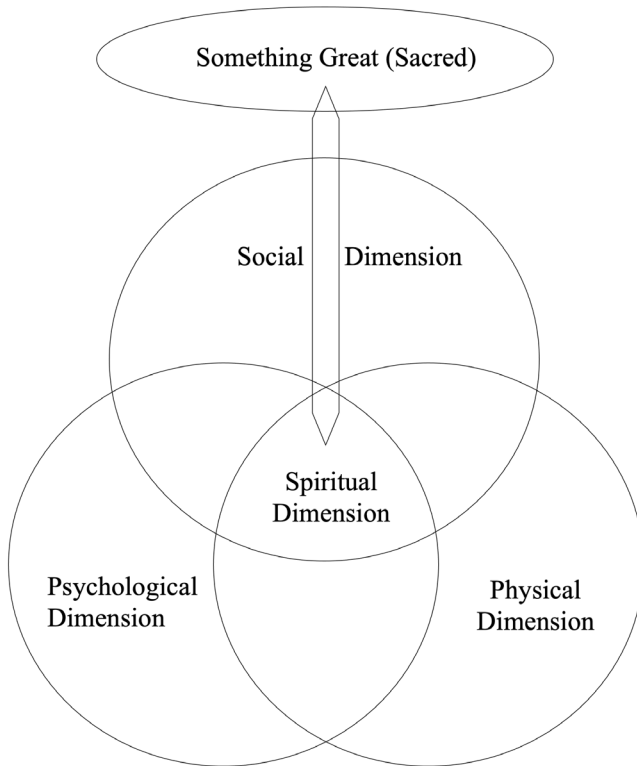 Something Great (Sacred)
Social Dimension
Spiritual
Dimension
Psychological
Dimension
Physical
Dimension